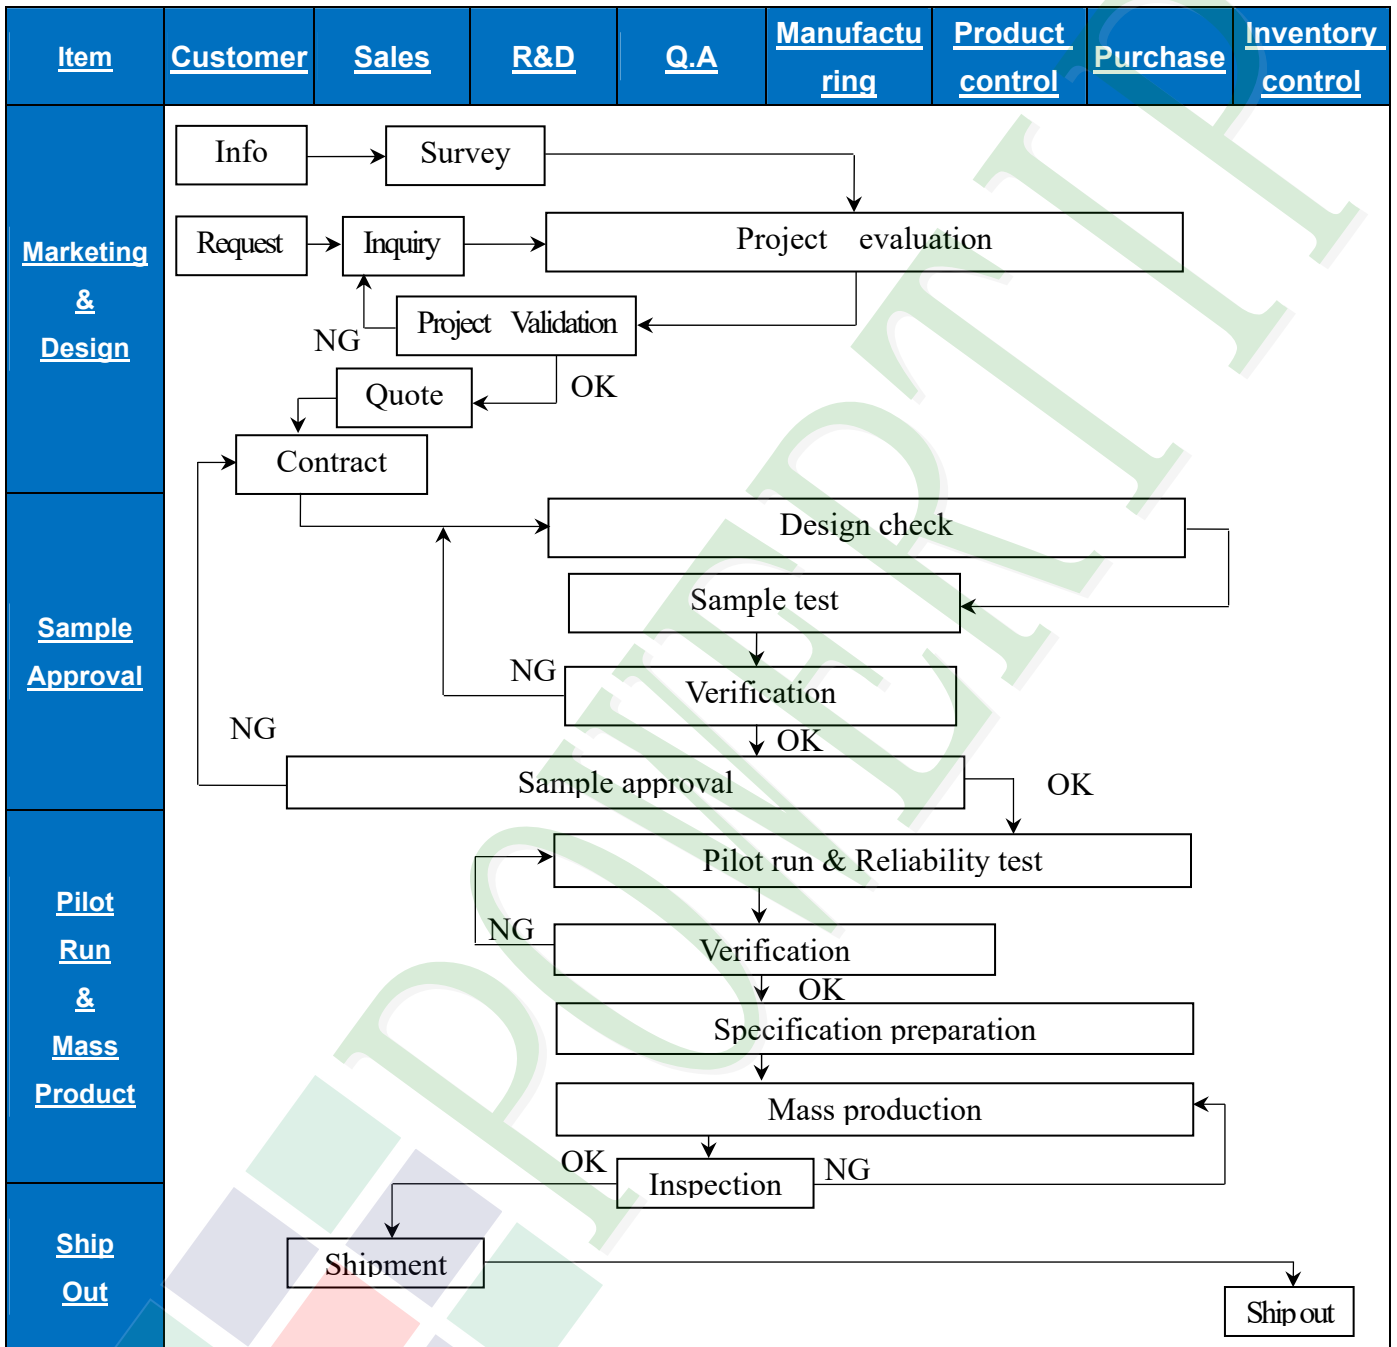 Item
Customer
Sales
R&D
Q.A
Manufactu
ring
Product
control
Purchase
Inventory
control
Marketing
&
Design
Info
Survey
Request
Inquiry
Project evaluation
Project Validation
NG
OK
Quote
Contract
Sample
Approval
Design check
Sample test
NG
Verification
OK
NG
Sample approval
OK
Pilot
Run
&
Mass
Product
Pilot run & Reliability test
NG
Verification
OK
Specification preparation
Mass production
OK
Inspection
NG
Ship
Out
Shipment
Ship out
POWERTIP